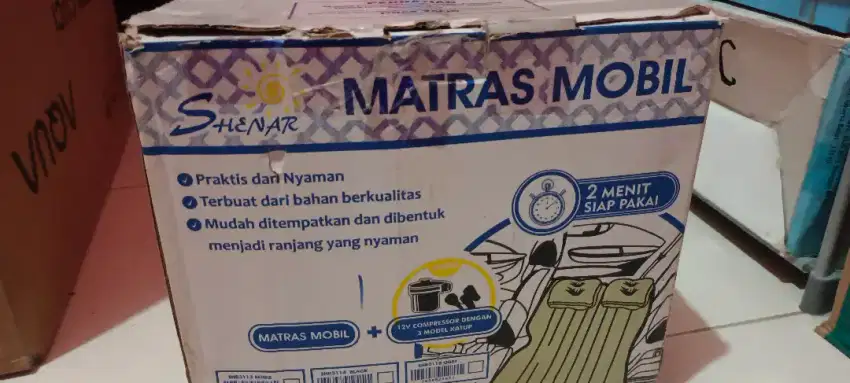 MATRAS MOBIL
SHENAR
Praktis dan Nyaman
Terbuat dari bahan berkualitas
Mudah ditempatkan dan dibentuk
menjadi ranjang yang nyaman
2 MENIT
SIAP PAKAI
MATRAS MOBIL
+
12V COMPRESSOR DENGAN
3 MODEL KATUP
BLACK
C